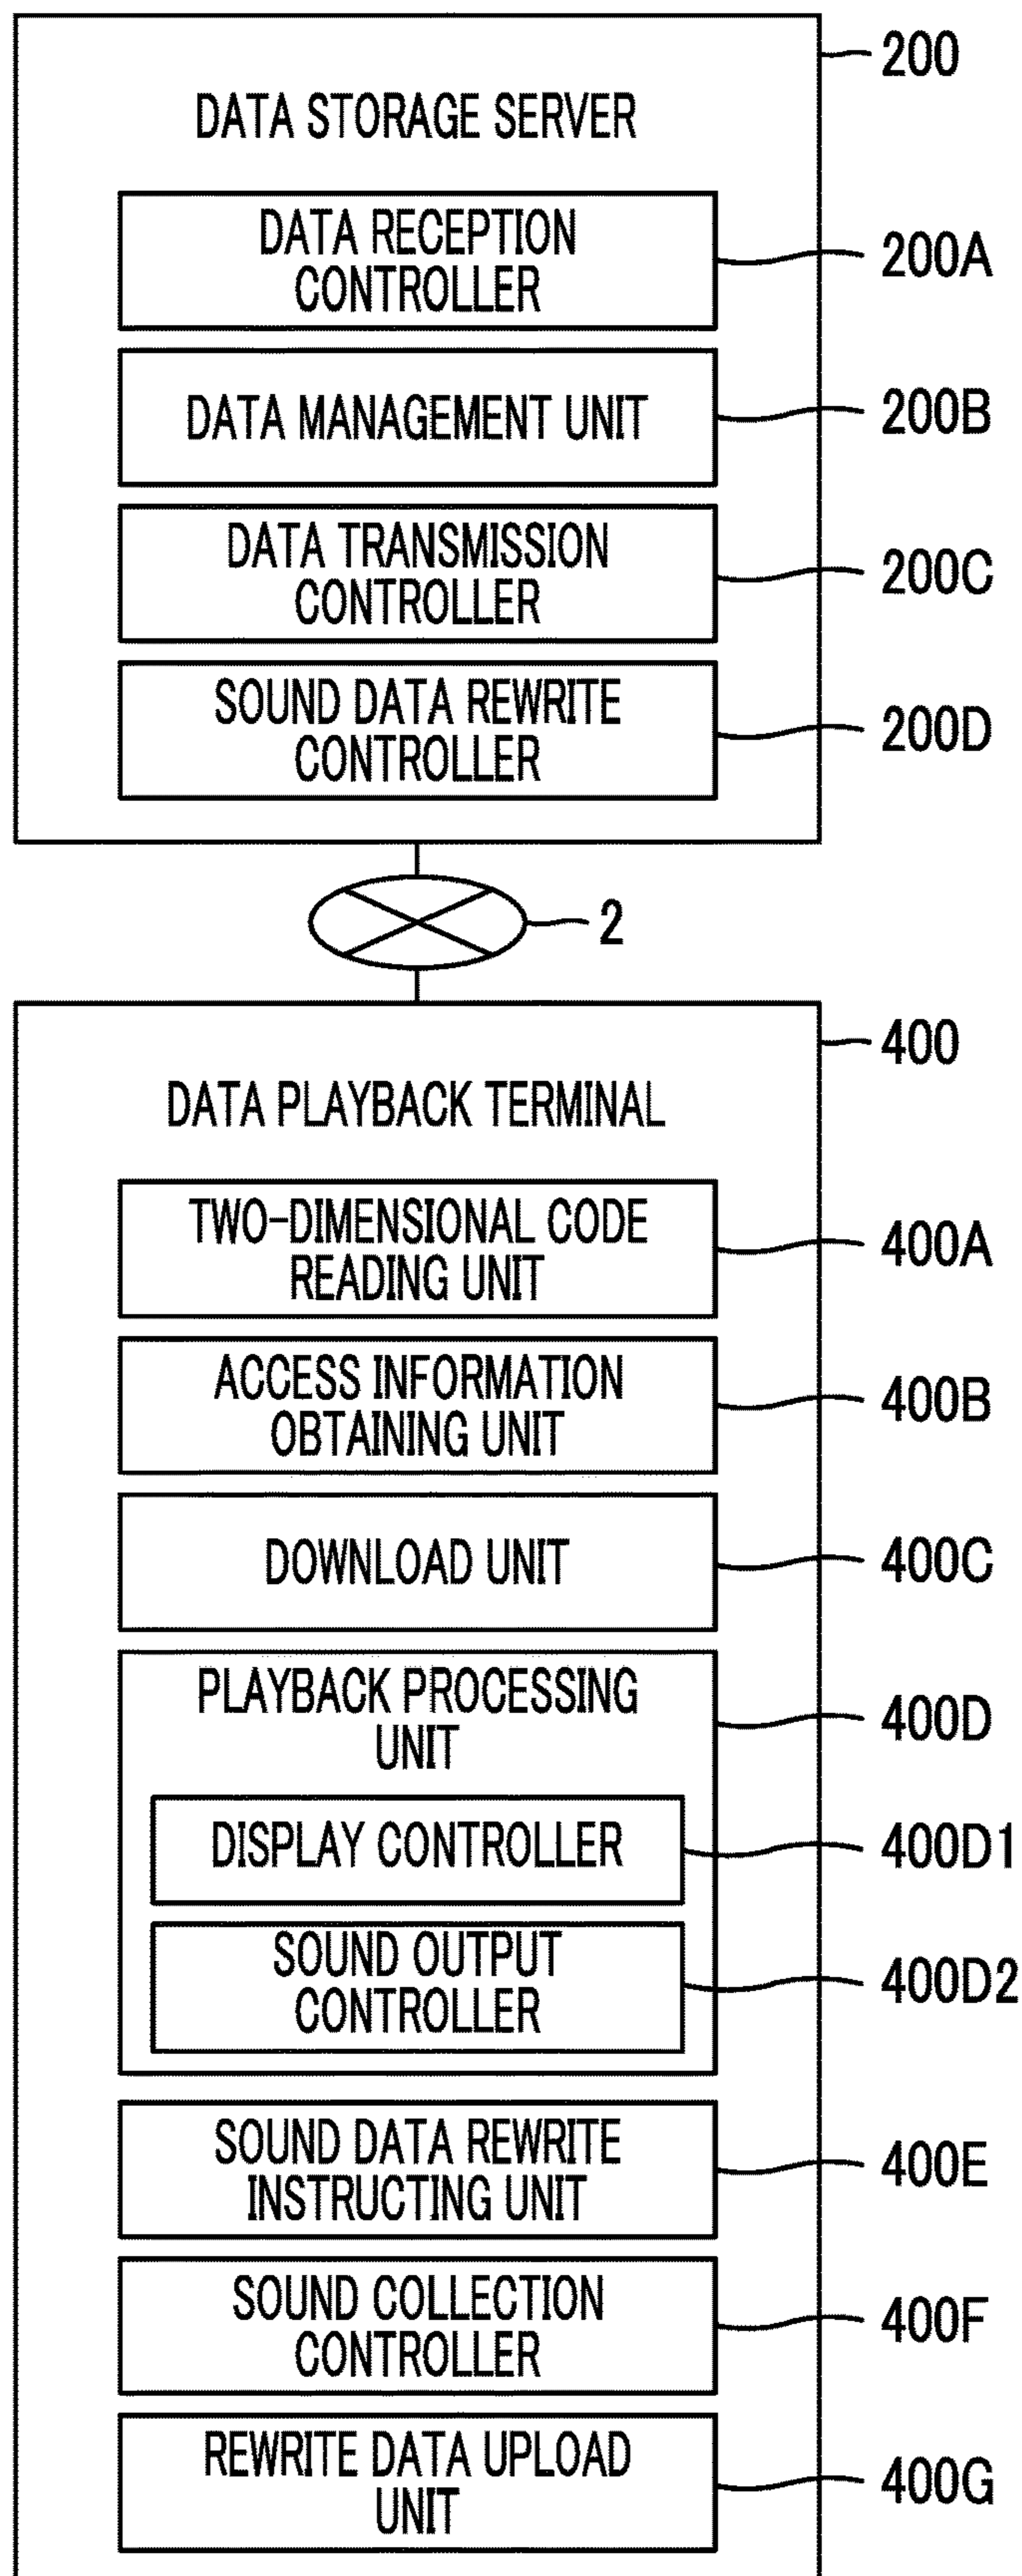 200
DATA STORAGE SERVER
DATA RECEPTION
CONTROLLER
200A
DATA MANAGEMENT UNIT
200B
DATA TRANSMISSION
CONTROLLER
200C
SOUND DATA REWRITE
CONTROLLER
200D
2
400
DATA PLAYBACK TERMINAL
TWO-DIMENSIONAL CODE
READING UNIT
400A
ACCESS INFORMATION
OBTAINING UNIT
400B
DOWNLOAD UNIT
400C
PLAYBACK PROCESSING
UNIT
400D
DISPLAY CONTROLLER
400D1
SOUND OUTPUT
CONTROLLER
400D2
SOUND DATA REWRITE
INSTRUCTING UNIT
400E
SOUND COLLECTION
CONTROLLER
400F
REWRITE DATA UPLOAD
UNIT
400G